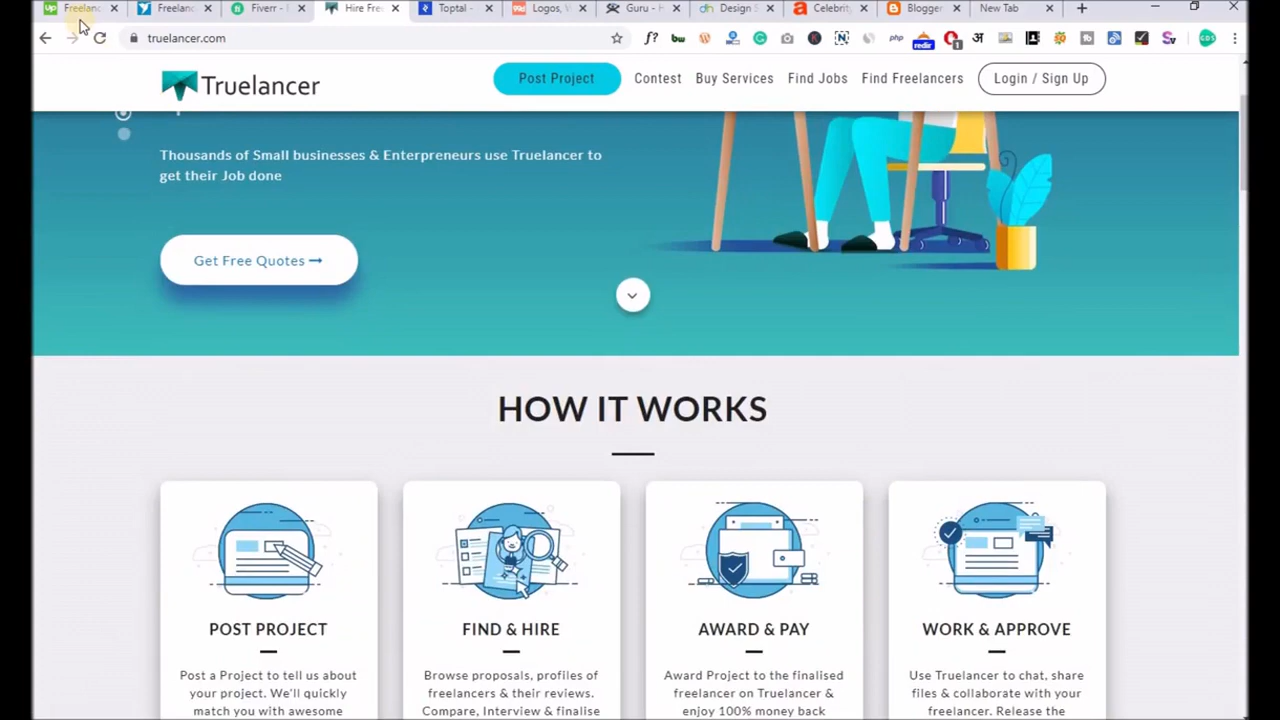 Freelanc
Freelanc
Fiverr -
Hire Free
Toptal -
Logos, W
Guru - H
Design S
Celebrity
Blogger
New Tab
truelancer.com
Truelancer
Post Project
Contest
Buy Services
Find Jobs
Find Freelancers
Login / Sign Up
Thousands of Small businesses & Enterpreneurs use Truelancer to
get their Job done
Get Free Quotes
HOW IT WORKS
POST PROJECT
Post a Project to tell us about
your project. We'll quickly
match you with awesome
FIND & HIRE
Browse proposals, profiles of
freelancers & their reviews.
Compare, Interview & finalise
AWARD & PAY
Award Project to the finalised
freelancer on Truelancer &
enjoy 100% money back
WORK & APPROVE
Use Truelancer to chat, share
files & collaborate with your
freelancer. Release the